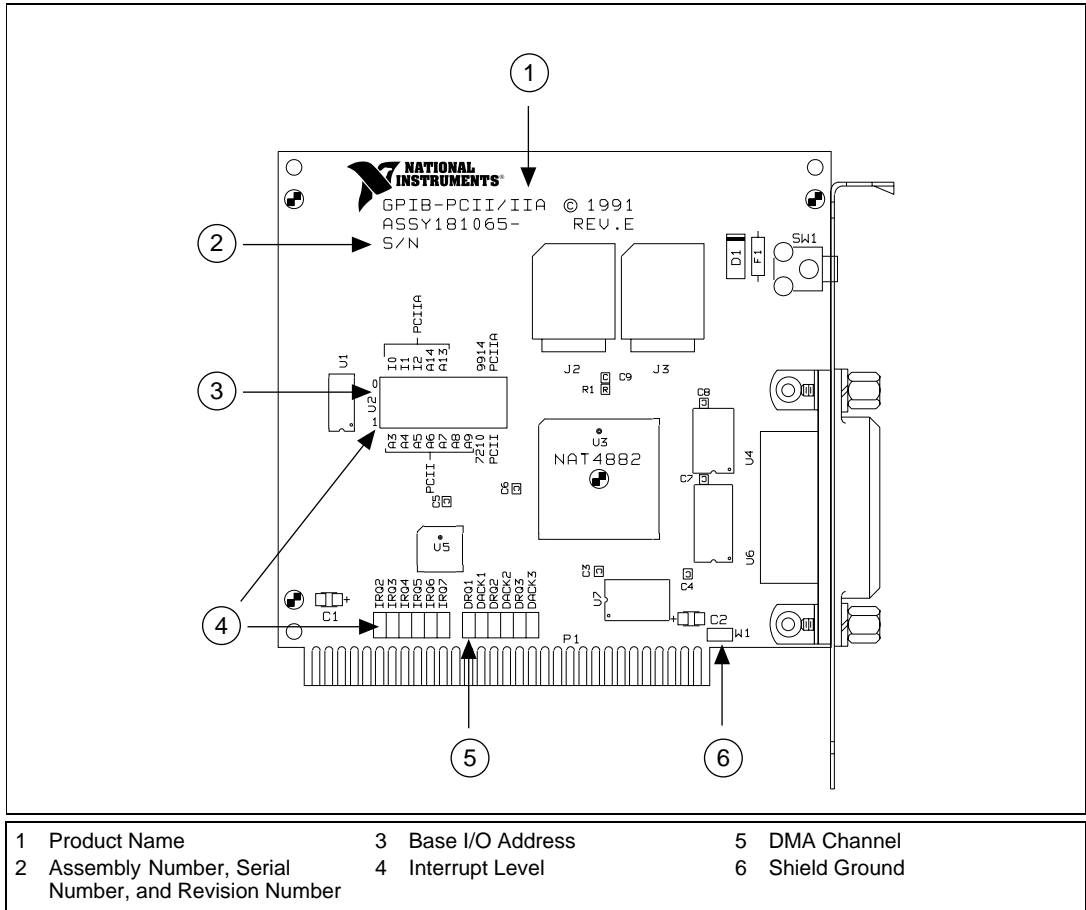 1
NATIONAL
INSTRUMENTS®
GPIB-PCII/IIA © 1991
ASSY181065- REV.E
S/N
2
SW1
D1
F1
PCIIA
I0
I1
I2
A14
A13
9914
PCIIA
U1
J2
J3
C
C9
R1
R
3
0
U2
1
C8
C
A3
A4
A5
A6
A7
A8
A9
7210
PCII
PCII
U3
NAT4882
U4
C7
C
C6
C
C5
C
U5
U6
C3
C
C4
C
IRQ2
IRQ3
IRQ4
IRQ5
IRQ6
IRQ7
DRQ1
DACK1
DRQ2
DACK2
DRQ3
DACK3
U7
+
C1
+
C2
W1
4
P1
5
6
1 Product Name
2 Assembly Number, Serial
Number, and Revision Number
3 Base I/O Address
4 Interrupt Level
5 DMA Channel
6 Shield Ground